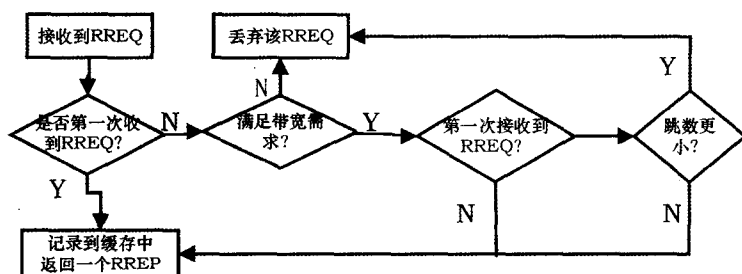 接收到RREQ
丢弃该RREQ
Y
N
是否第一次收
到RREQ?
N
满足带宽需
求?
Y
第一次接收到
RREQ?
跳数更
小?
Y
N
N
记录到缓存中
返回一个RREP